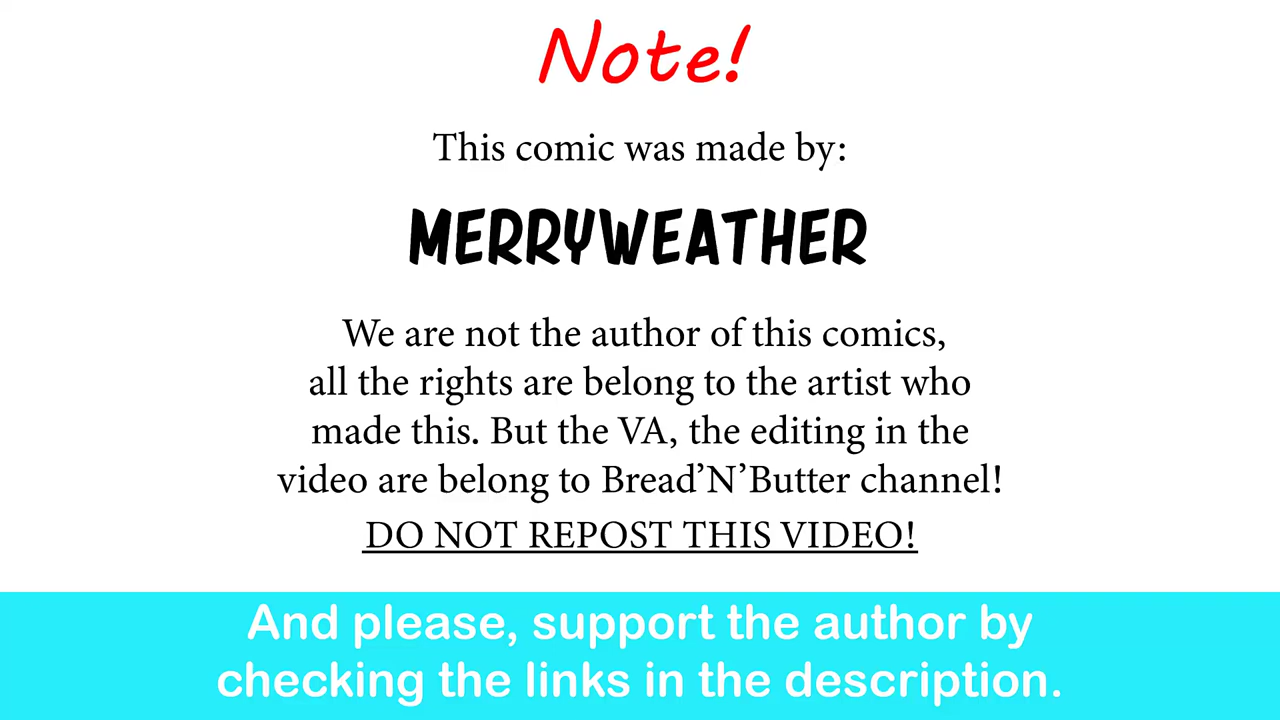 Note!
This comic was made by:
MERRYWEATHER
We are not the author of this comics,
all the rights are belong to the artist who
made this. But the VA, the editing in the
video are belong to Bread’N’Butter channel!
DO NOT REPOST THIS VIDEO!
And please, support the author by
checking the links in the description.